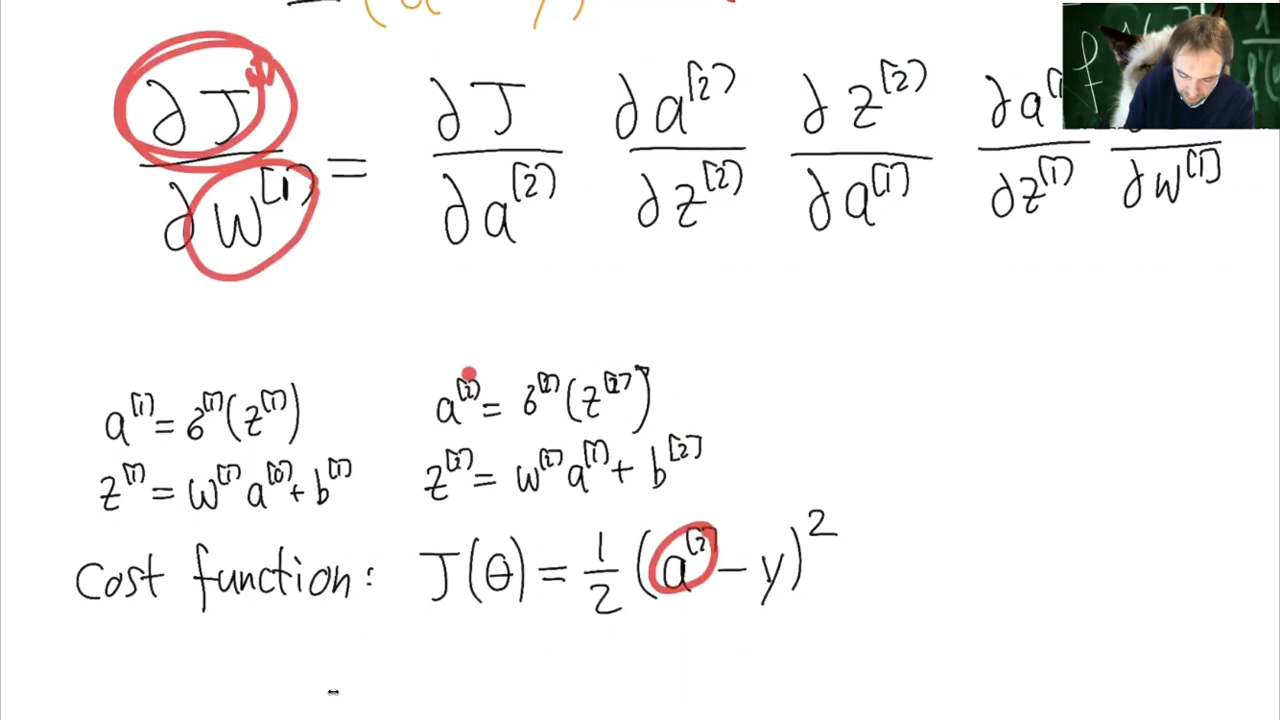 = (a - y)
∂J/∂w^[1] = ∂J/∂a^[2] ∂a^[2]/∂z^[2] ∂z^[2]/∂a^[1] ∂a^[1]/∂z^[1] /∂w^[1]
a^[1] = σ^[1](z^[1]) a^[2] = σ^[2](z^[2])
z^[1] = w^[1] a^[0] + b^[1] z^[2] = w^[2] a^[1] + b^[2]
Cost function: J(θ) = 1/2 (a^[2] - y)^2